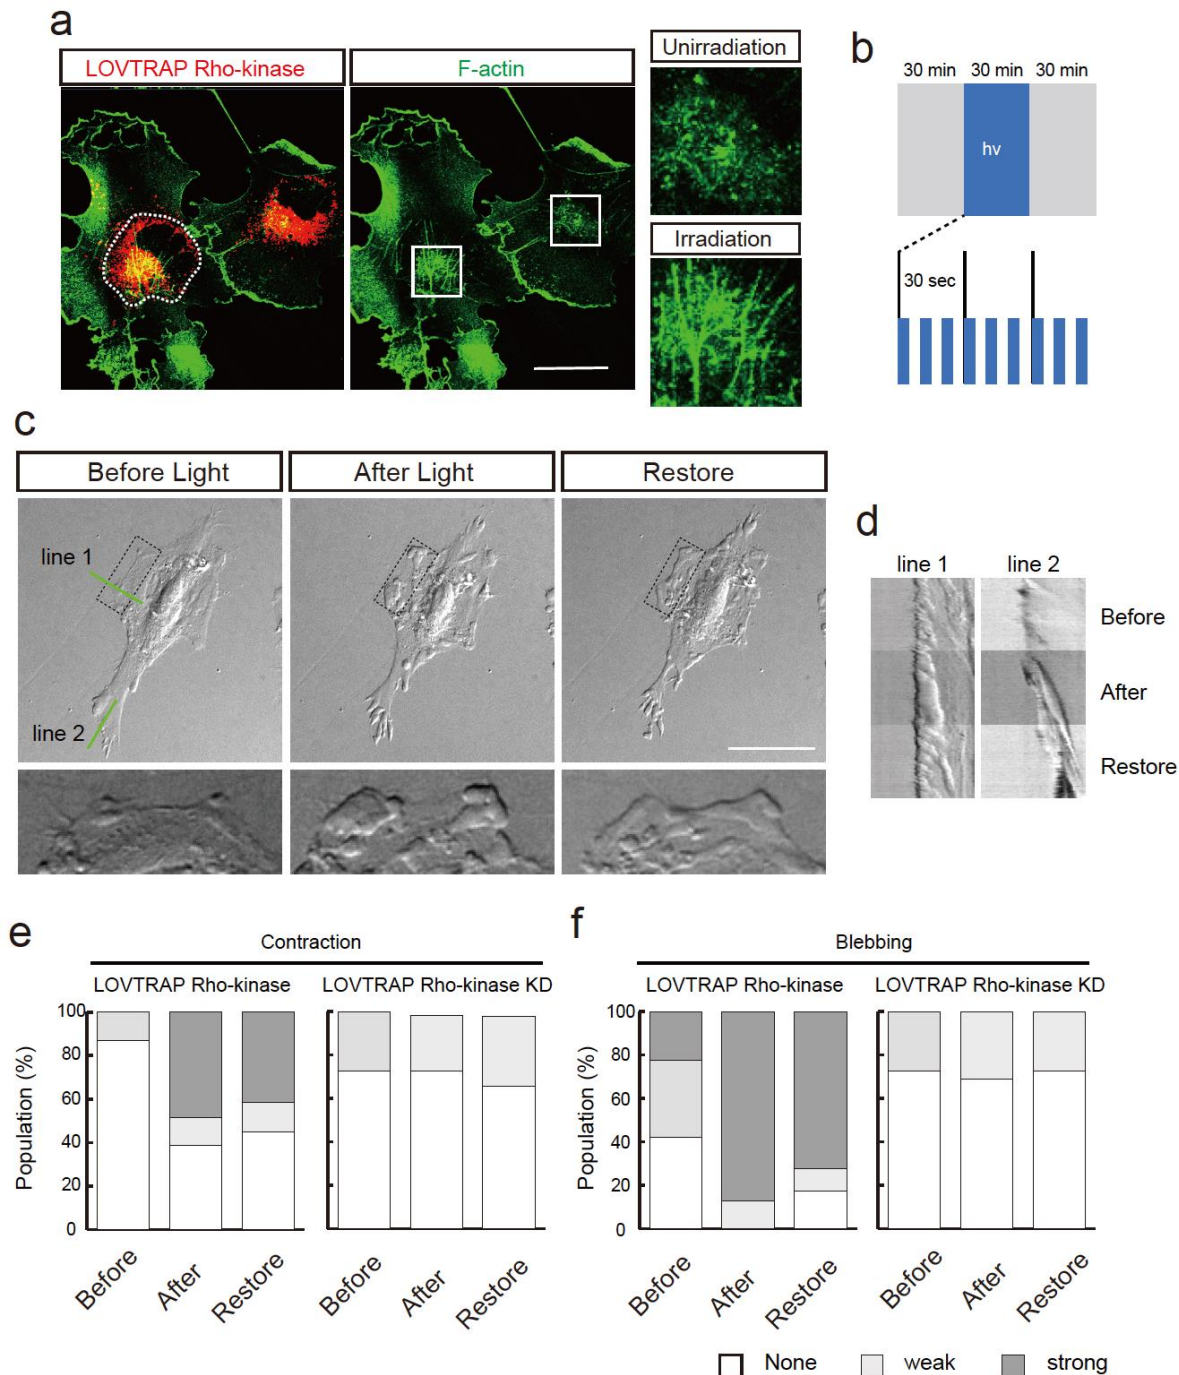 a
LOVTRAP Rho-kinase
F-actin
Unirradiation
Irradiation
b
30 min 30 min 30 min
hv
30 sec
c
Before Light
After Light
Restore
line 1
line 2
d
line 1 line 2
Before
After
Restore
e
Contraction
LOVTRAP Rho-kinase
LOVTRAP Rho-kinase KD
Population (%)
100
80
60
40
20
0
Before
After
Restore
Before
After
Restore
f
Blebbing
LOVTRAP Rho-kinase
LOVTRAP Rho-kinase KD
Population (%)
100
80
60
40
20
0
Before
After
Restore
Before
After
Restore
None weak strong